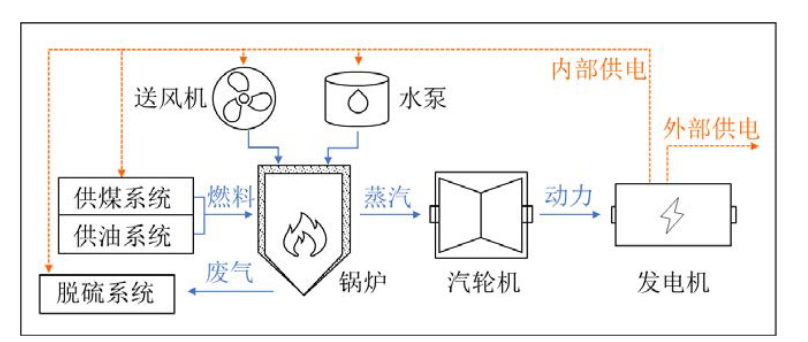 内部供电
送风机
水泵
外部供电
供煤系统
燃料
蒸汽
动力
供油系统
废气
脱硫系统
锅炉
汽轮机
发电机